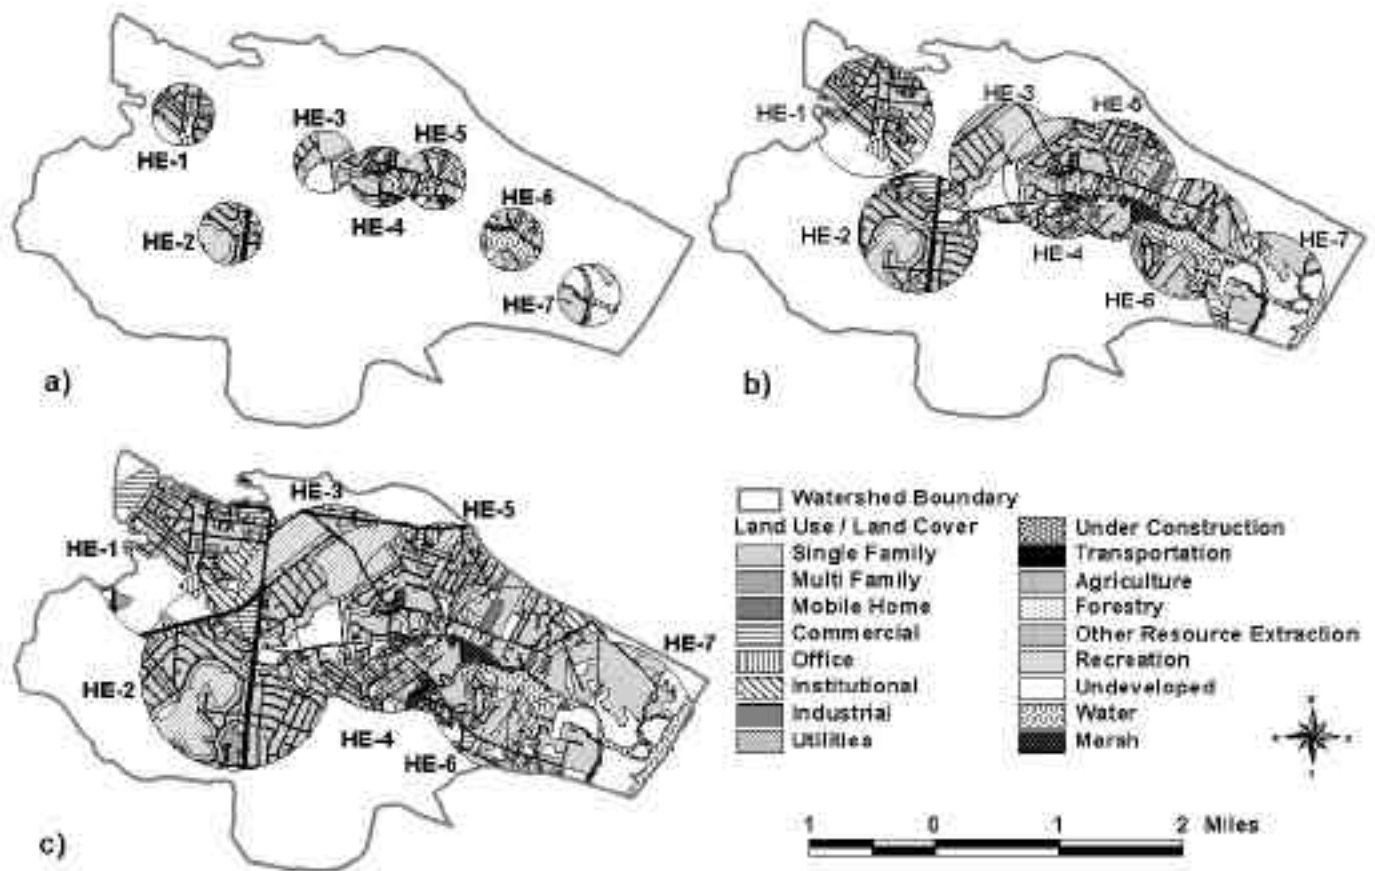 HE-1
HE-2
HE-3
HE-4
HE-5
HE-6
HE-7
a)
HE-1
HE-2
HE-3
HE-4
HE-5
HE-6
HE-7
b)
HE-1
HE-2
HE-3
HE-4
HE-5
HE-6
HE-7
c)
Watershed Boundary
Land Use / Land Cover
Single Family
Multi Family
Mobile Home
Commercial
Office
Institutional
Industrial
Utilities
Under Construction
Transportation
Agriculture
Forestry
Other Resource Extraction
Recreation
Undeveloped
Water
Marsh
1 0 1 2 Miles